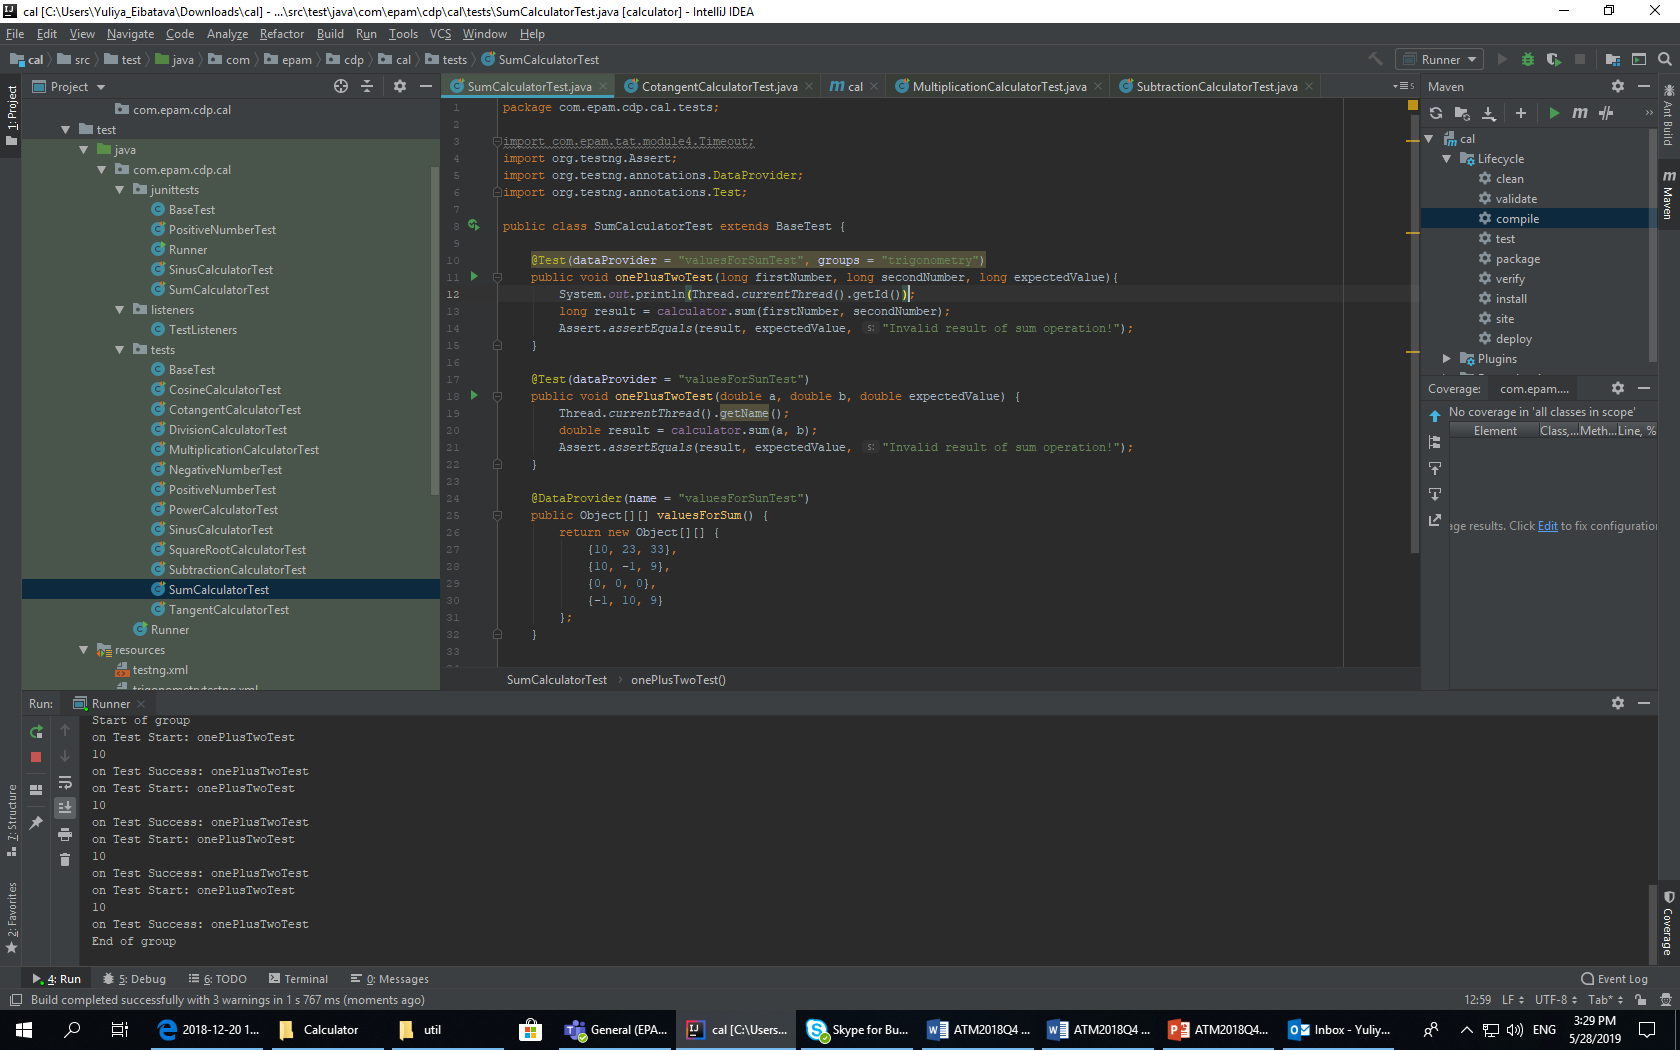 cal [C:\Users\Yuliya_Eibatava\Downloads\cal] - ...\src\test\java\com\epam\cdp\cal\tests\SumCalculatorTest.java [calculator] - IntelliJ IDEA
File Edit View Navigate Code Analyze Refactor Build Run Tools VCS Window Help
cal src test java com epam cdp cal tests SumCalculatorTest
Runner
1: Project
Project
com.epam.cdp.cal
test
java
com.epam.cdp.cal
junittests
BaseTest
PositiveNumberTest
Runner
SinusCalculatorTest
SumCalculatorTest
listeners
TestListeners
tests
BaseTest
CosineCalculatorTest
CotangentCalculatorTest
DivisionCalculatorTest
MultiplicationCalculatorTest
NegativeNumberTest
PositiveNumberTest
PowerCalculatorTest
SinusCalculatorTest
SquareRootCalculatorTest
SubtractionCalculatorTest
SumCalculatorTest
TangentCalculatorTest
Runner
resources
testng.xml
trigonometrytestng.xml
SumCalculatorTest.java CotangentCalculatorTest.java cal MultiplicationCalculatorTest.java SubtractionCalculatorTest.java
1 package com.epam.cdp.cal.tests;
2
3 import com.epam.tat.module4.Timeout;
4 import org.testng.Assert;
5 import org.testng.annotations.DataProvider;
6 import org.testng.annotations.Test;
7
8 public class SumCalculatorTest extends BaseTest {
9
10 @Test(dataProvider = "valuesForSunTest", groups = "trigonometry")
11 public void onePlusTwoTest(long firstNumber, long secondNumber, long expectedValue){
12 System.out.println(Thread.currentThread().getId());
13 long result = calculator.sum(firstNumber, secondNumber);
14 Assert.assertEquals(result, expectedValue, s: "Invalid result of sum operation!");
15 }
16
17 @Test(dataProvider = "valuesForSunTest")
18 public void onePlusTwoTest(double a, double b, double expectedValue) {
19 Thread.currentThread().getName();
20 double result = calculator.sum(a, b);
21 Assert.assertEquals(result, expectedValue, s: "Invalid result of sum operation!");
22 }
23
24 @DataProvider(name = "valuesForSunTest")
25 public Object[][] valuesForSum() {
26 return new Object[][] {
27 {10, 23, 33},
28 {10, -1, 9},
29 {0, 0, 0},
30 {-1, 10, 9}
31 };
32 }
33
SumCalculatorTest onePlusTwoTest()
Maven
cal
Lifecycle
clean
validate
compile
test
package
verify
install
site
deploy
Plugins
Coverage: com.epam....
No coverage in 'all classes in scope'
Element Class,... Meth... Line, %
age results. Click Edit to fix configuration
Ant Build
Maven
Coverage
Run: Runner
Start of group
on Test Start: onePlusTwoTest
10
on Test Success: onePlusTwoTest
on Test Start: onePlusTwoTest
10
on Test Success: onePlusTwoTest
on Test Start: onePlusTwoTest
10
on Test Success: onePlusTwoTest
on Test Start: onePlusTwoTest
10
on Test Success: onePlusTwoTest
End of group
7: Structure
2: Favorites
4: Run 5: Debug 6: TODO Terminal 0: Messages Event Log
Build completed successfully with 3 warnings in 1 s 767 ms (moments ago) 12:59 LF UTF-8 Tab*
2018-12-20 1... Calculator util General (EPA... cal [C:\Users... Skype for Bu... ATM2018Q4 ... ATM2018Q4 ... ATM2018Q4... Inbox - Yuliy... ENG 3:29 PM
5/28/2019